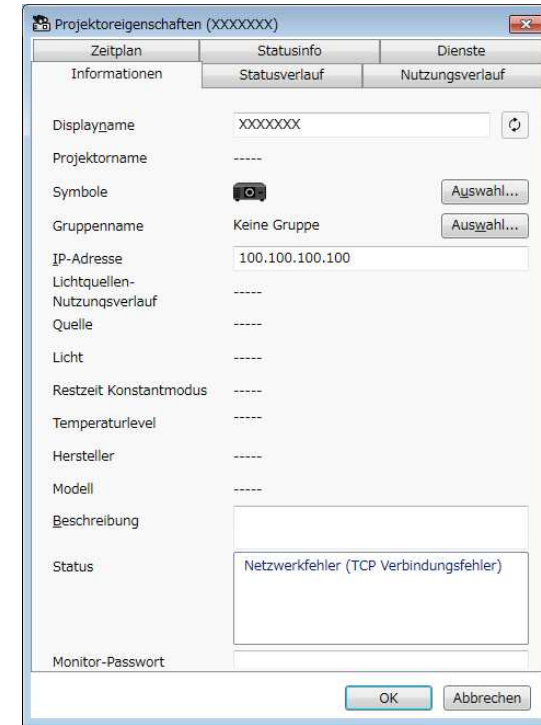 Projektoreigenschaften (XXXXXXX)
Zeitplan Statusinfo Dienste
Informationen Statusverlauf Nutzungsverlauf
Displayname XXXXXXX
Projektorname -----
Symbole Auswahl...
Gruppenname Keine Gruppe Auswahl...
IP-Adresse 100.100.100.100
Lichtquellen-
Nutzungsverlauf -----
Quelle -----
Licht -----
Restzeit Konstantmodus -----
Temperaturlevel -----
Hersteller -----
Modell -----
Beschreibung
Status Netzwerkfehler (TCP Verbindungsfehler)
Monitor-Passwort
OK Abbrechen